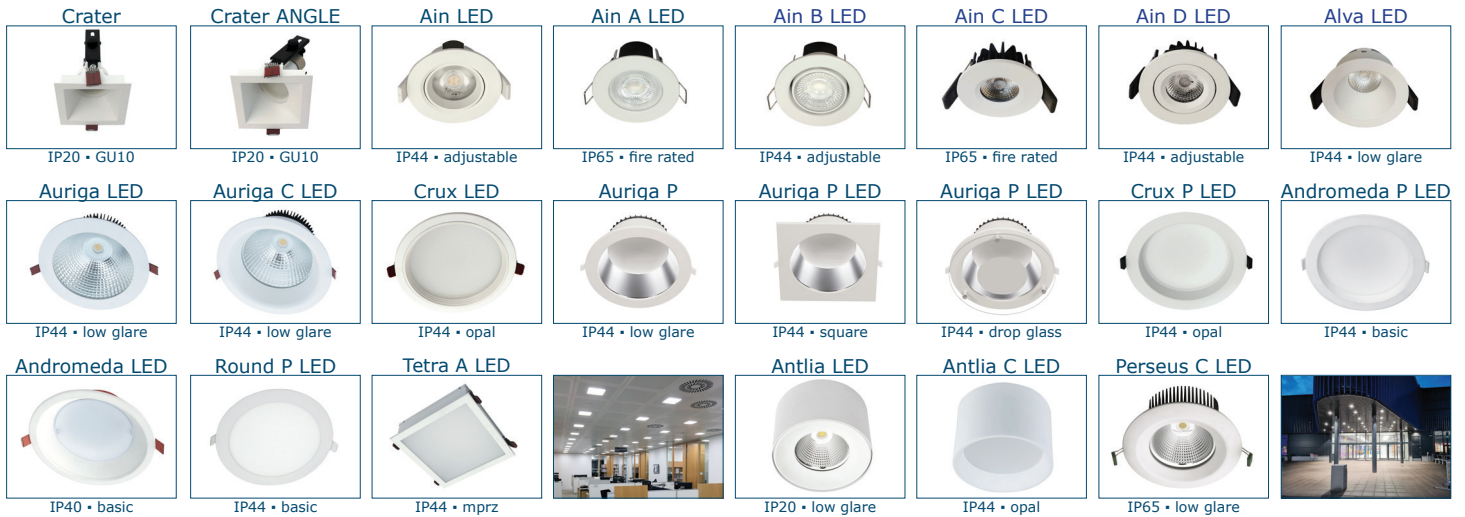 Crater
Crater ANGLE
Ain LED
Ain A LED
Ain B LED
Ain C LED
Ain D LED
Alva LED
IP20 ▪ GU10
IP20 ▪ GU10
IP44 ▪ adjustable
IP65 ▪ fire rated
IP44 ▪ adjustable
IP65 ▪ fire rated
IP44 ▪ adjustable
IP44 ▪ low glare
Auriga LED
Auriga C LED
Crux LED
Auriga P
Auriga P LED
Auriga P LED
Crux P LED
Andromeda P LED
IP44 ▪ low glare
IP44 ▪ low glare
IP44 ▪ opal
IP44 ▪ low glare
IP44 ▪ square
IP44 ▪ drop glass
IP44 ▪ opal
IP44 ▪ basic
Andromeda LED
Round P LED
Tetra A LED
Antlia LED
Antlia C LED
Perseus C LED
IP40 ▪ basic
IP44 ▪ basic
IP44 ▪ mprz
IP20 ▪ low glare
IP44 ▪ opal
IP65 ▪ low glare